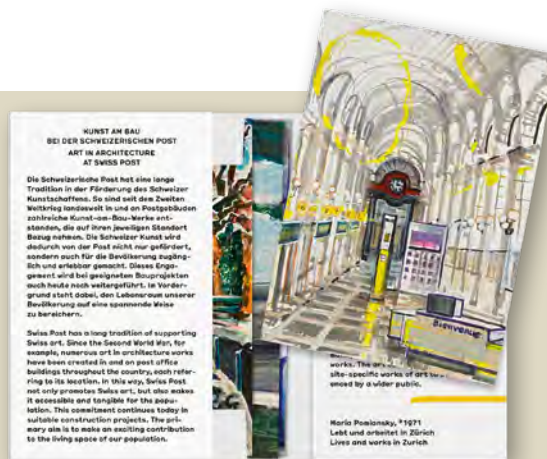 KUNST AM BAU
BEI DER SCHWEIZERISCHEN POST
ART IN ARCHITECTURE
AT SWISS POST
Die Schweizerische Post hat eine lange
Tradition in der Förderung des Schweizer
Kunstschaffens. So sind seit dem Zweiten
Weltkrieg landesweit in und an Postgebäuden
zahlreiche Kunst-am-Bau-Werke ent-
standen, die auf ihren jeweiligen Standort
Bezug nehmen. Die Schweizer Kunst wird
dadurch von der Post nicht nur gefördert,
sondern auch für die Bevölkerung zugäng-
lich und erlebbar gemacht. Dieses Enga-
gement wird bei geeigneten Bauprojekten
auch heute noch weitergeführt. Im Vorder-
grund steht dabei, den Lebensraum unserer
Bevölkerung auf eine spannende Weise
zu bereichern.
Swiss Post has a long tradition of supporting
Swiss art. Since the Second World War, for
example, numerous art in architecture works
have been created in and on post office
buildings throughout the country, each refer-
ring to its location. In this way, Swiss Post
not only promotes Swiss art, but also makes
it accessible and tangible for the popu-
lation. This commitment continues today in
suitable construction projects. The pri-
mary aim is to make an exciting contribution
to the living space of our population.
BIENVENUE
works. The art
site-specific works of art to
enced by a wider public.
Maria Pomiansky, *1971
Lebt und arbeitet in Zürich
Lives and works in Zurich